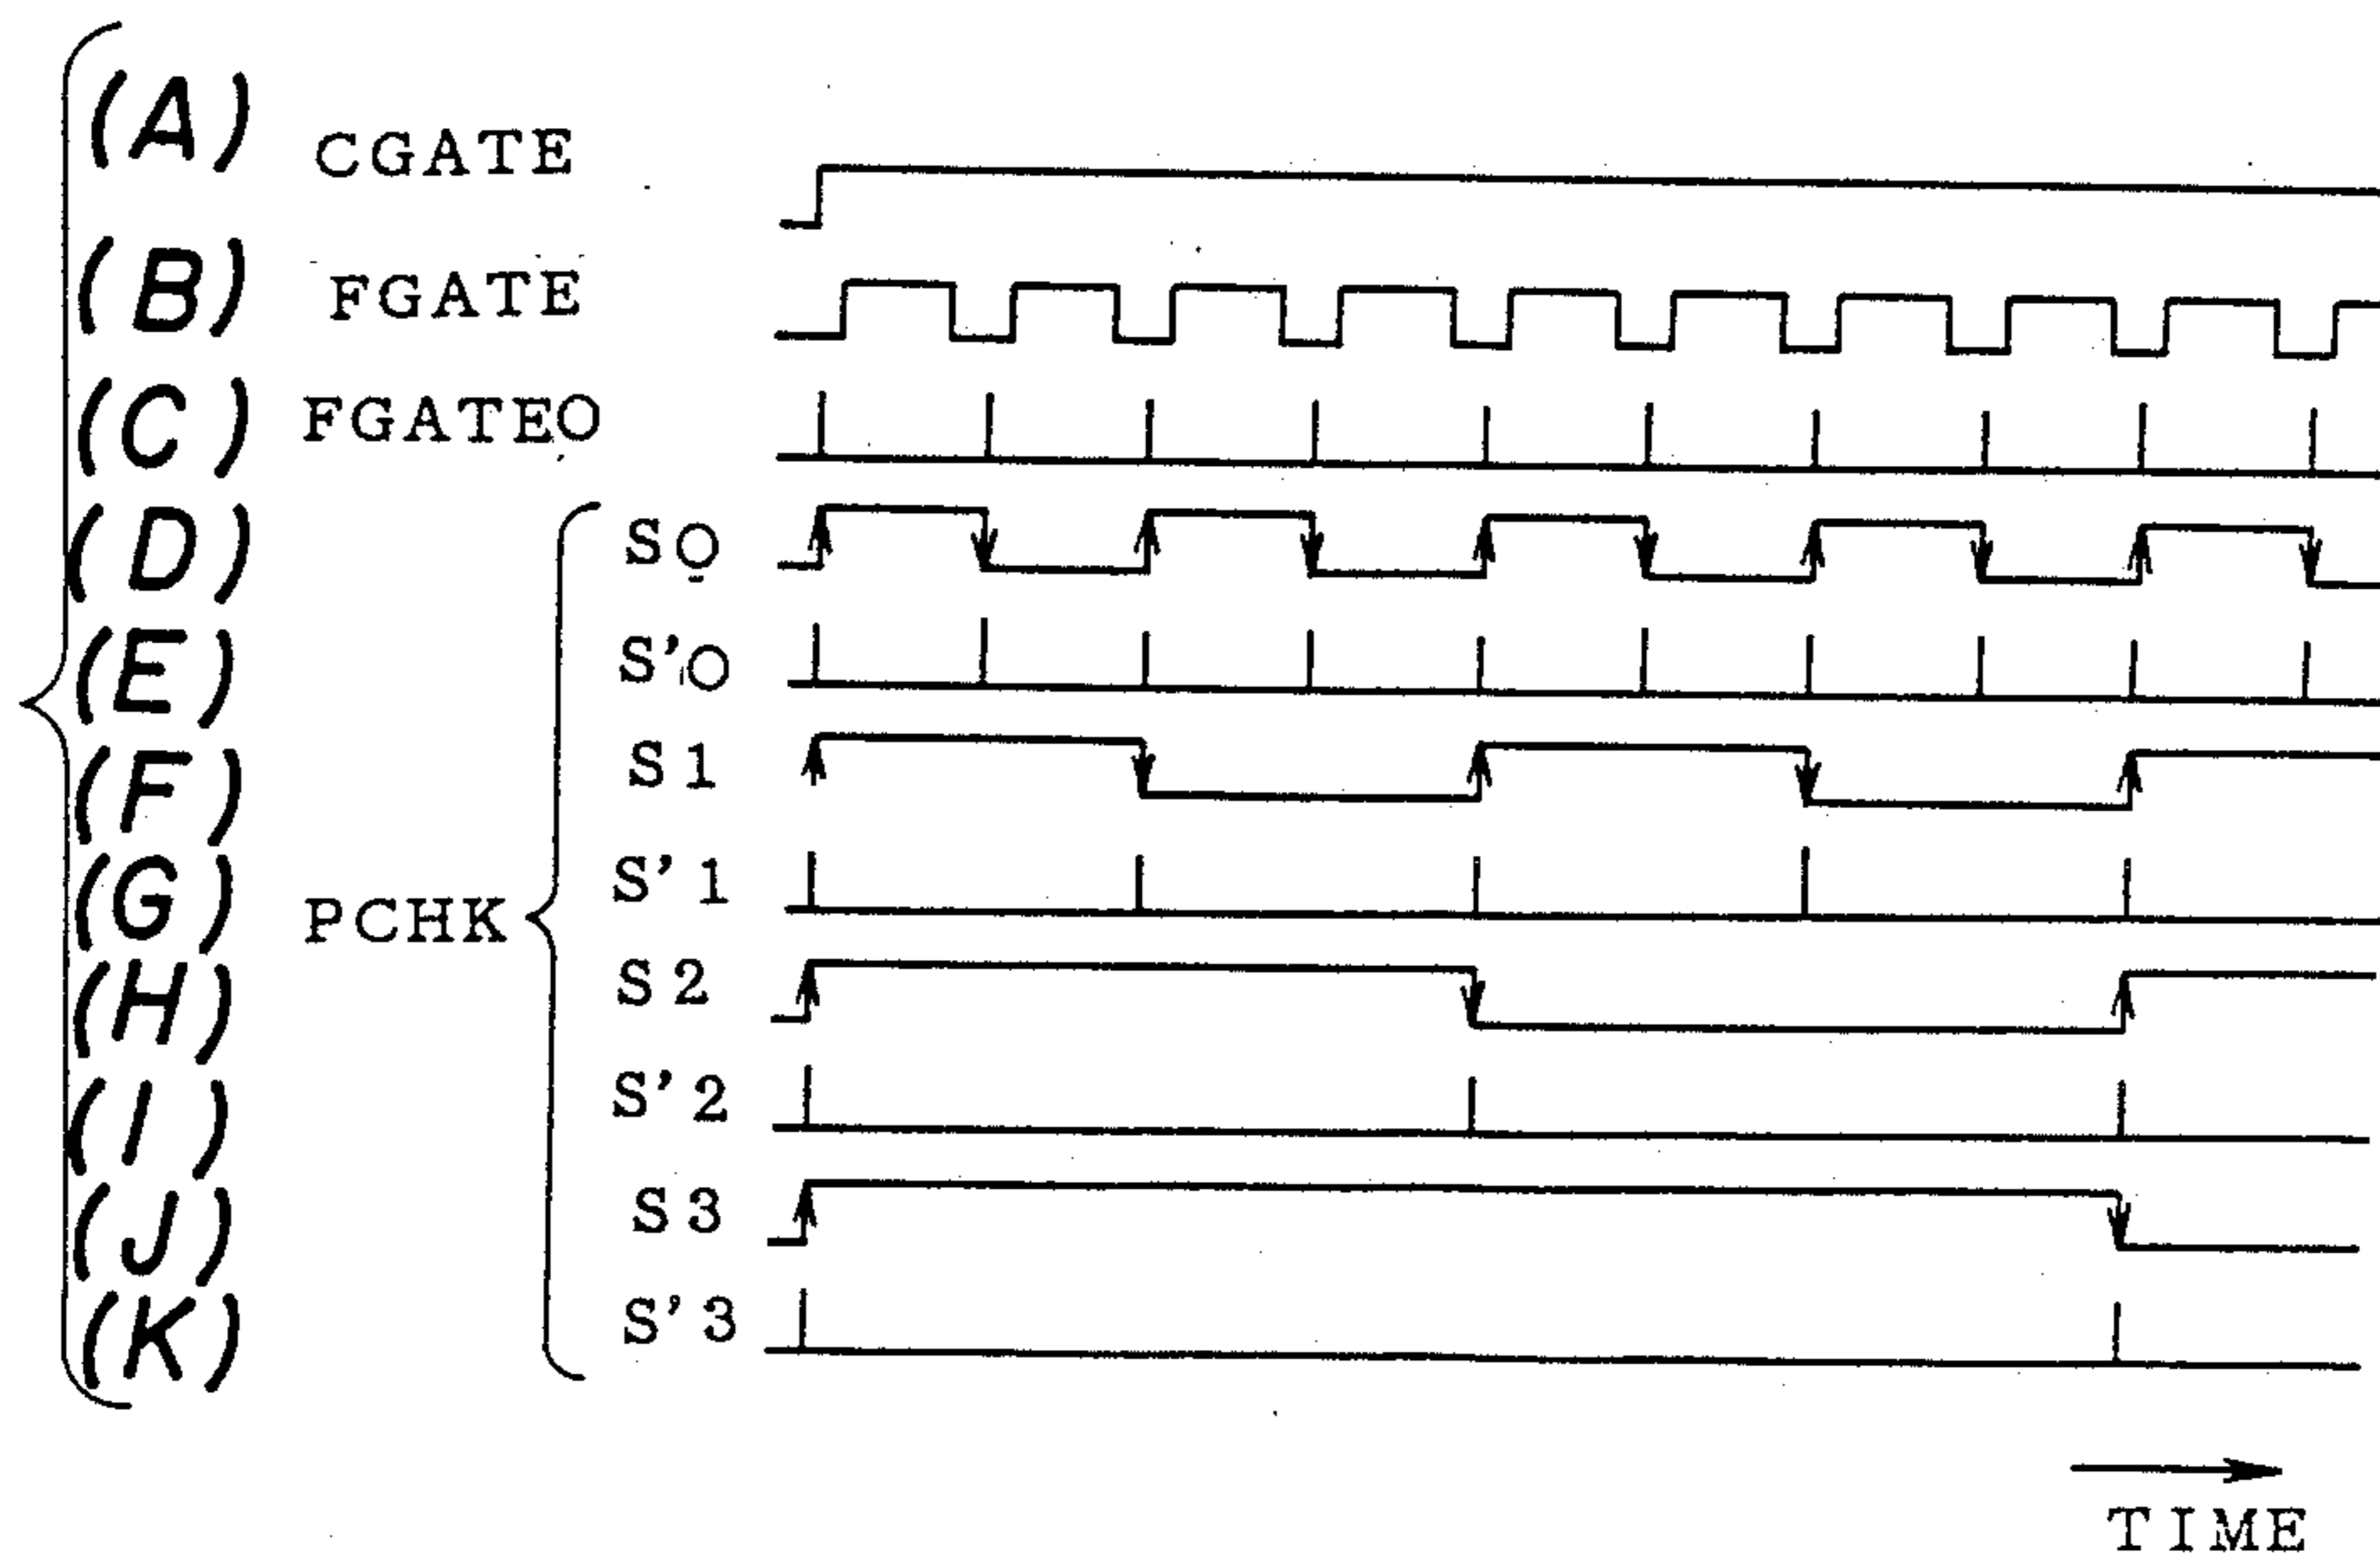 (A) CGATE
(B) FGATE
(C) FGATEO
(D) SO
(E) S'O
(F) S1
(G) S'1
PCHK
(H) S2
(I) S'2
(J) S3
(K) S'3
TIME